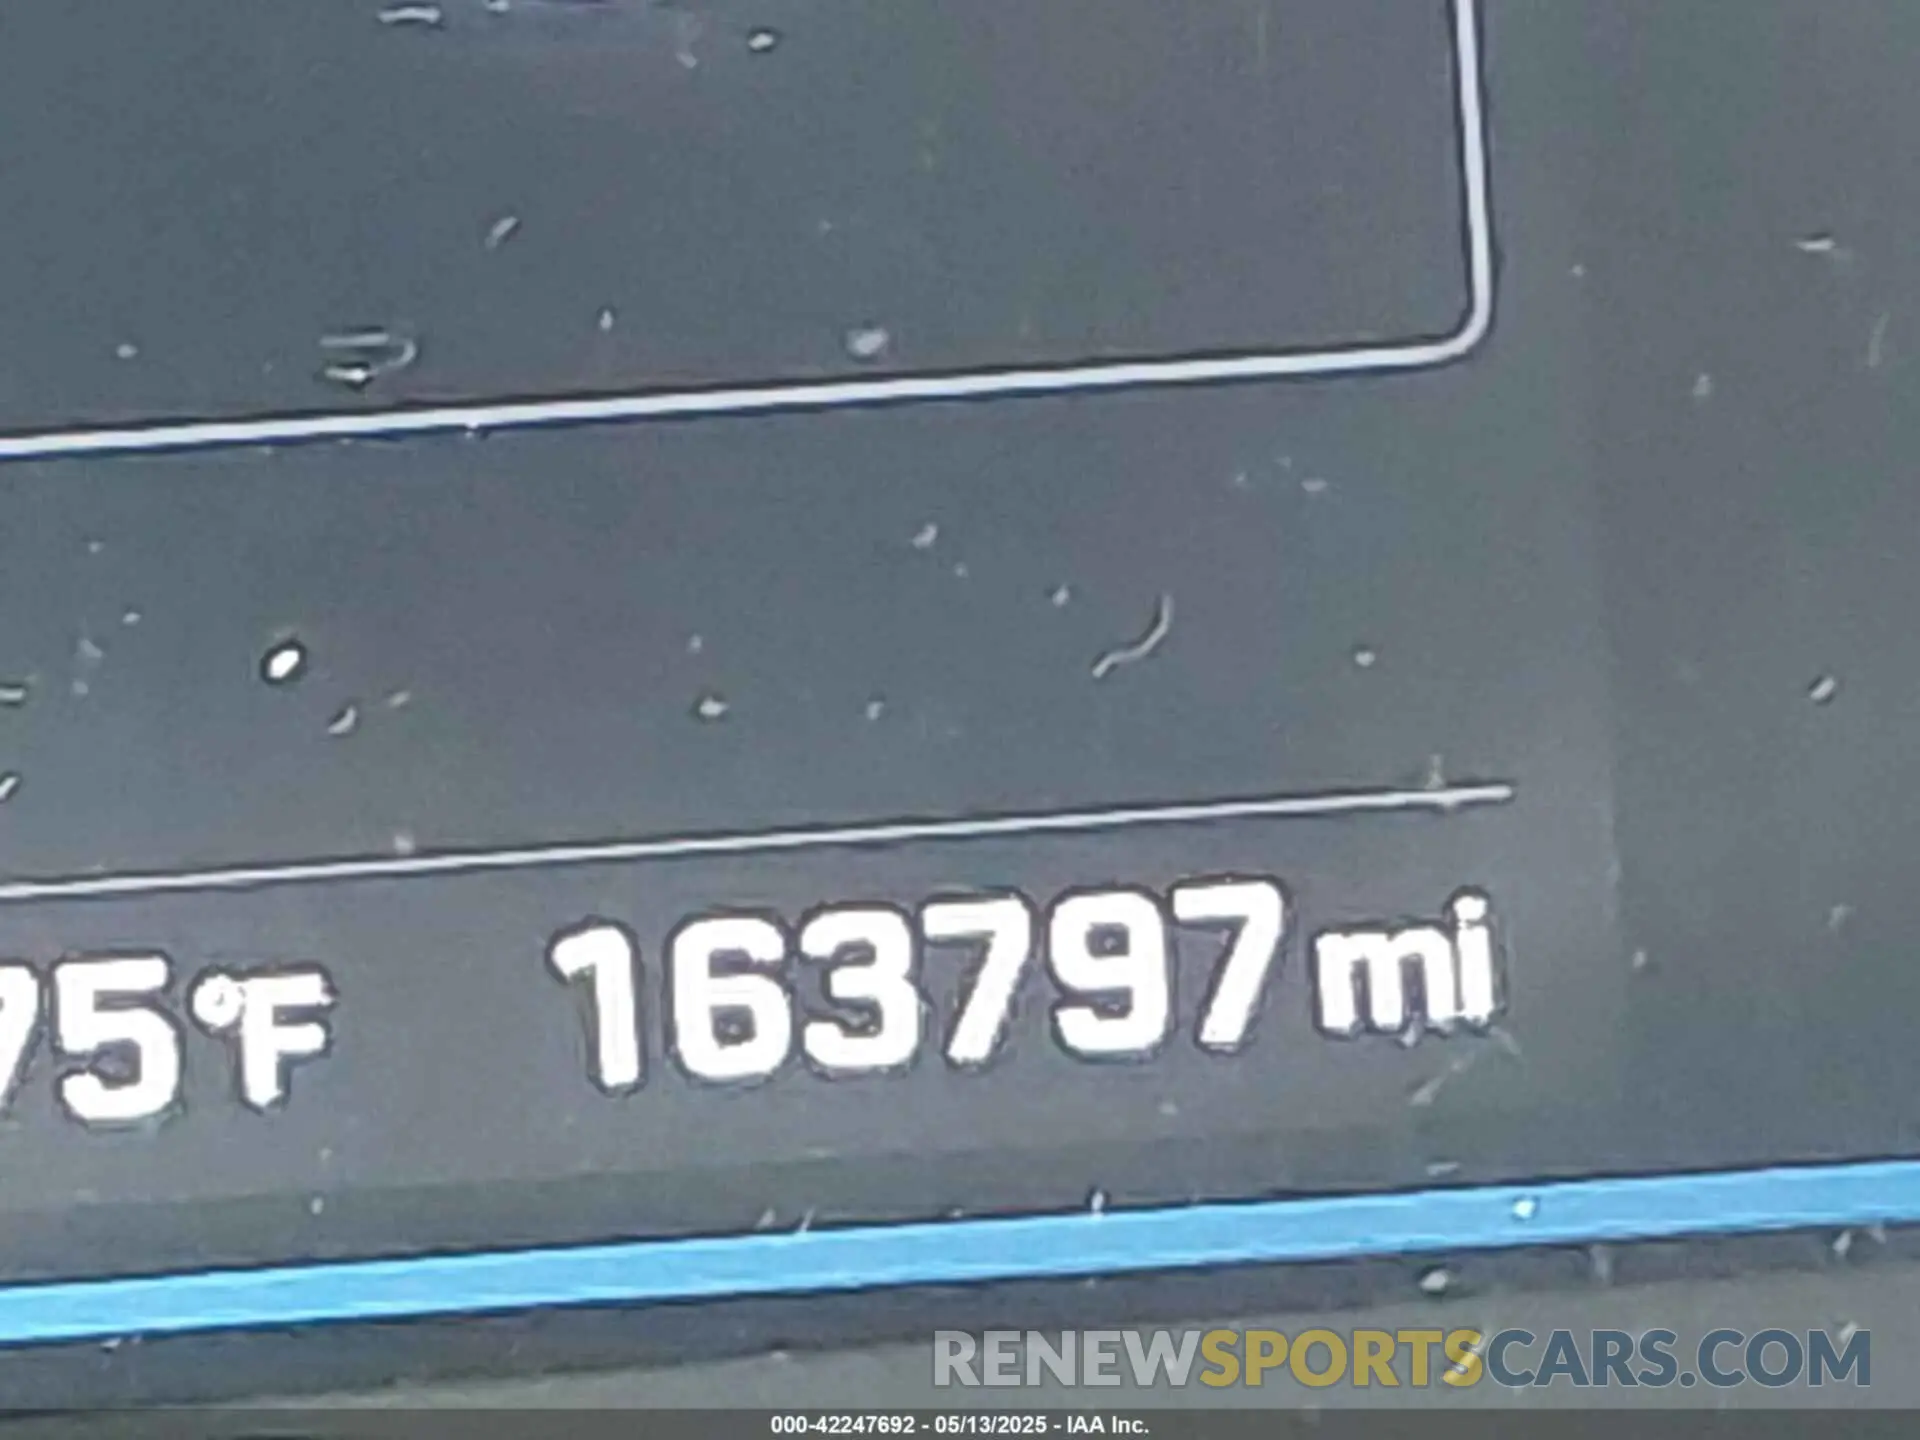 75°F 163797 mi
RENEWSPORTSCARS.COM
000-42247692 - 05/13/2025 - IAA Inc.